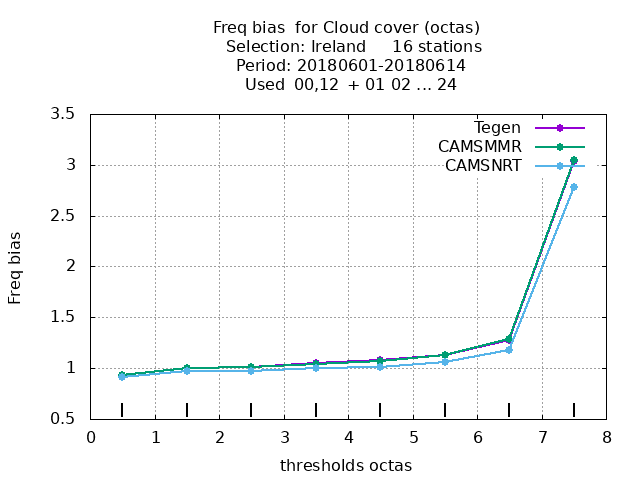 Freq bias  for Cloud cover (octas)
Selection: Ireland     16 stations
Period: 20180601-20180614
Used  00,12  + 01 02 ... 24
Tegen
CAMSMMR
CAMSNRT
3.5
3
2.5
2
1.5
1
0.5
Freq bias
0 1 2 3 4 5 6 7 8
thresholds octas